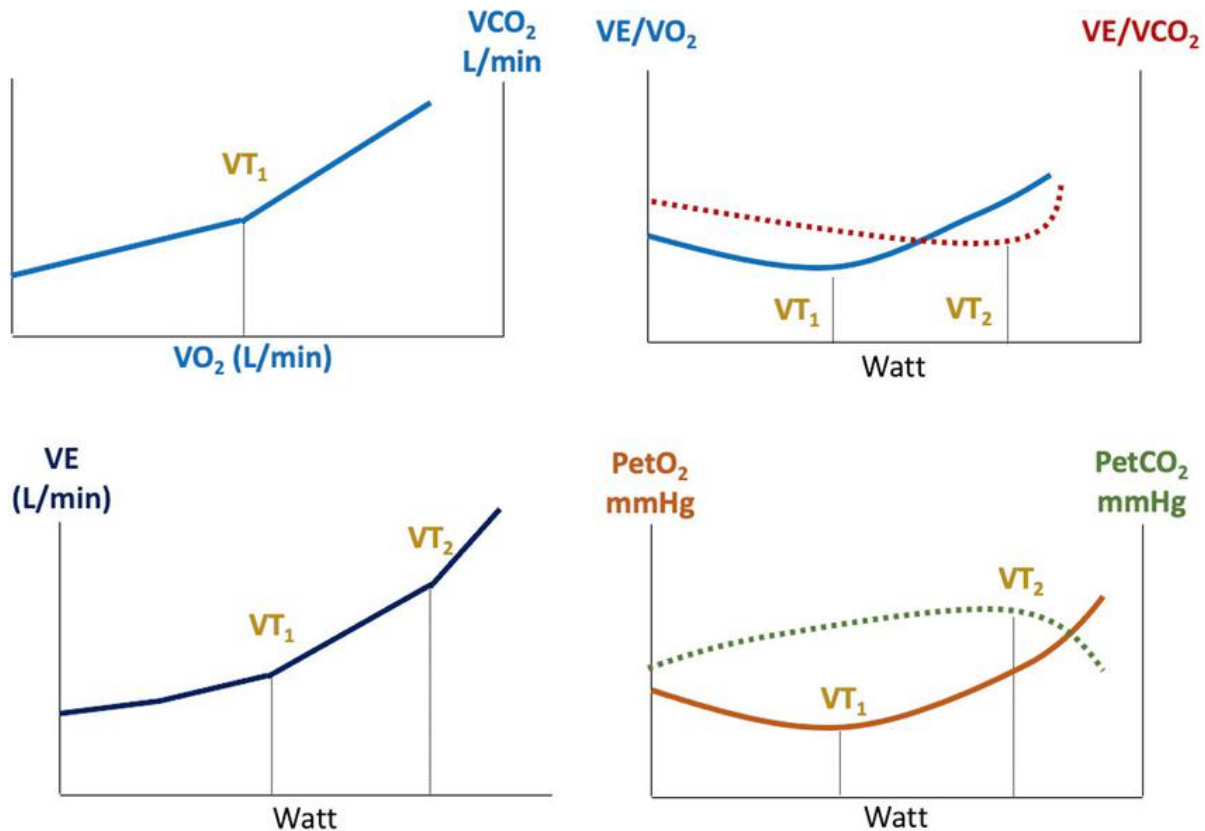 VCO₂
L/min
VT₁
VO₂ (L/min)
VE/VO₂
VE/VCO₂
VT₁
VT₂
Watt
VE
(L/min)
VT₂
VT₁
Watt
PetO₂
mmHg
PetCO₂
mmHg
VT₂
VT₁
Watt